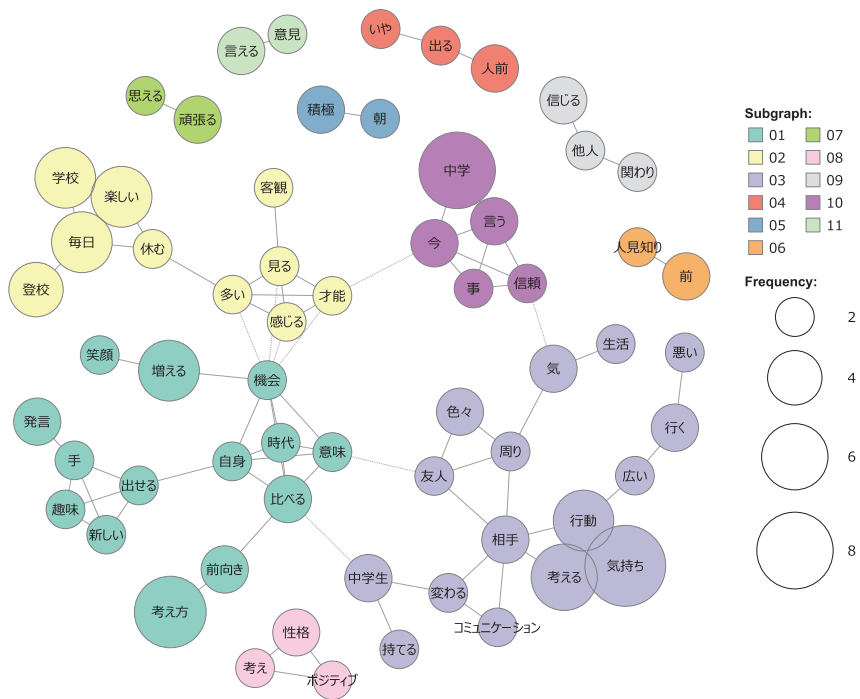 いや
出る
人前
意見
言える
思える
頑張る
積極
朝
信じる
他人
関わり
Subgraph:
01
07
02
08
03
09
04
10
05
11
06
学校
楽しい
毎日
休む
登校
客観
見る
多い
才能
感じる
中学
言う
今
事
信頼
人見知り
前
Frequency:
2
4
6
8
笑顔
増える
機会
発言
手
出せる
趣味
新しい
自身
時代
意味
比べる
前向き
考え方
気
生活
悪い
行く
広い
色々
周り
友人
相手
行動
考える
気持ち
中学生
変わる
コミュニケーション
持てる
性格
考え
ポジティブ